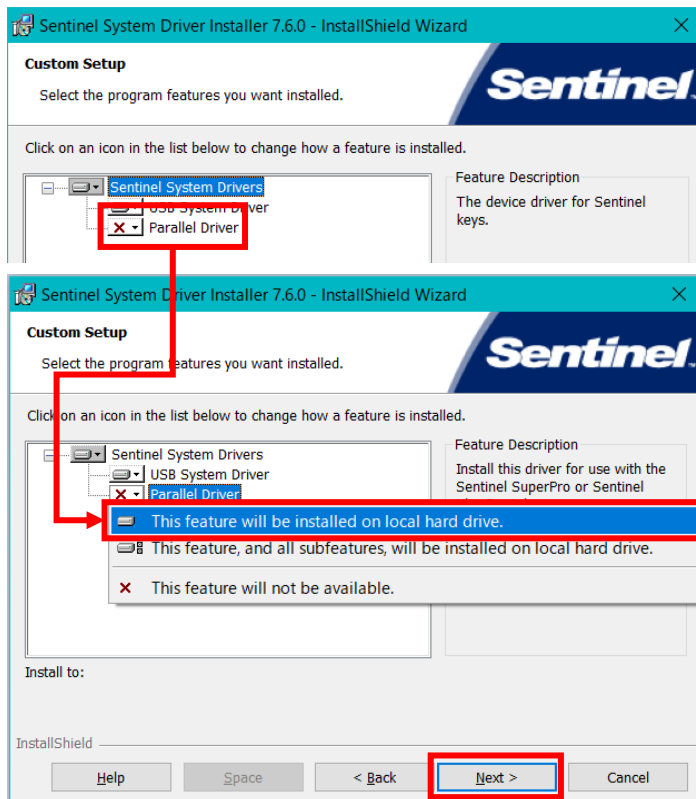 Sentinel System Driver Installer 7.6.0 - InstallShield Wizard
Custom Setup
Select the program features you want installed.
Sentinel
Click on an icon in the list below to change how a feature is installed.
Sentinel System Drivers
USB System Driver
Parallel Driver
Feature Description
The device driver for Sentinel
keys.
Sentinel System Driver Installer 7.6.0 - InstallShield Wizard
Custom Setup
Select the program features you want installed.
Sentinel.
Click on an icon in the list below to change how a feature is installed.
Sentinel System Drivers
USB System Driver
Parallel Driver
Feature Description
Install this driver for use with the
Sentinel SuperPro or Sentinel
This feature will be installed on local hard drive.
This feature, and all subfeatures, will be installed on local hard drive.
This feature will not be available.
Install to:
InstallShield
Help
Space
< Back
Next >
Cancel